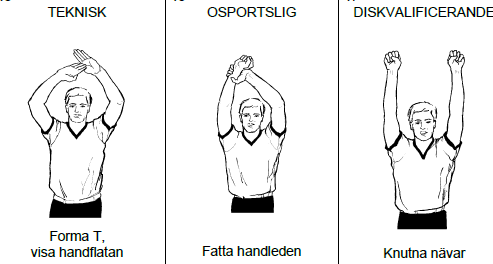 TEKNISK
Forma T,
visa handflatan
OSPORTSLIG
Fatta handleden
DISKVALIFICERANDE
Knutna nävar